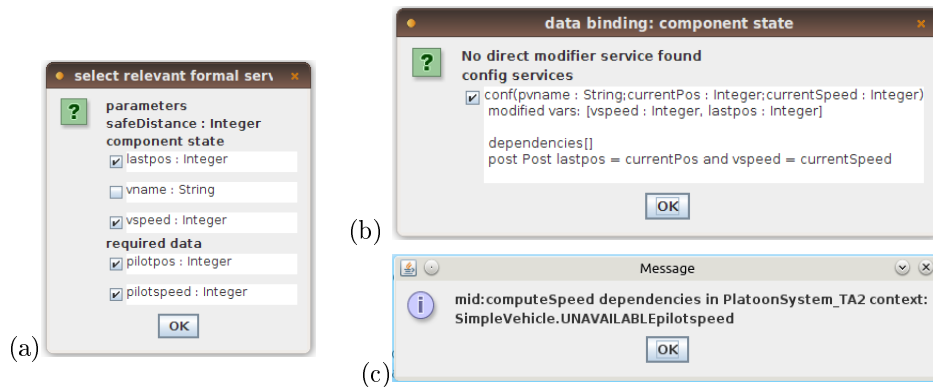 select relevant formal serv
parameters
safeDistance : Integer
component state
lastpos : Integer
vname : String
vspeed : Integer
required data
pilotpos : Integer
pilotspeed : Integer
OK
(a)
data binding: component state
No direct modifier service found
config services
conf(pvname : String;currentPos : Integer;currentSpeed : Integer)
modified vars: [vspeed : Integer, lastpos : Integer]
dependencies[]
post Post lastpos = currentPos and vspeed = currentSpeed
OK
(b)
Message
mid:computeSpeed dependencies in PlatoonSystem_TA2 context:
SimpleVehicle.UNAVAILABLEpilotspeed
OK
(c)